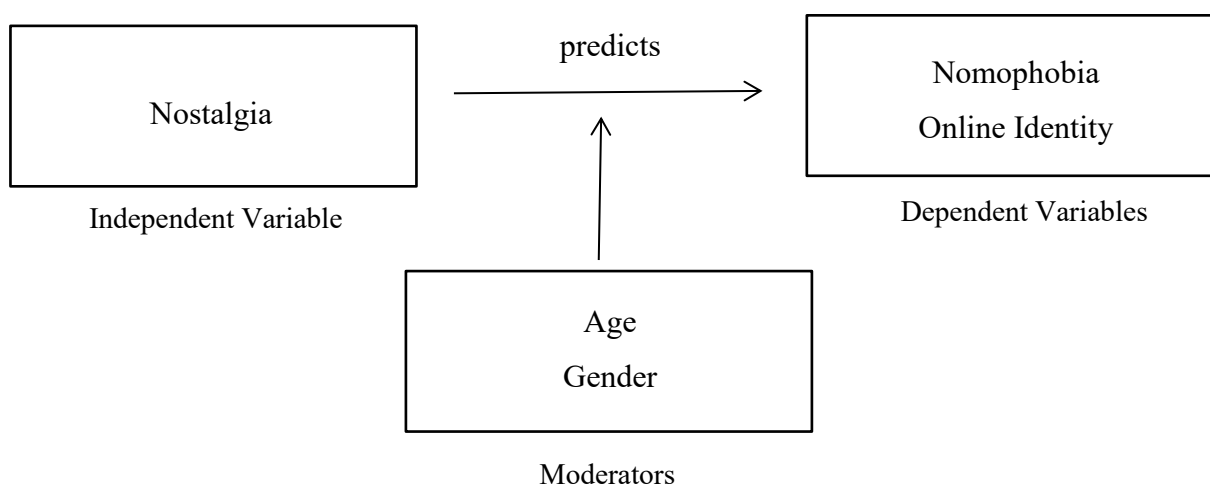 predicts
Nostalgia
Nomophobia
Online Identity
Independent Variable
Dependent Variables
Age
Gender
Moderators